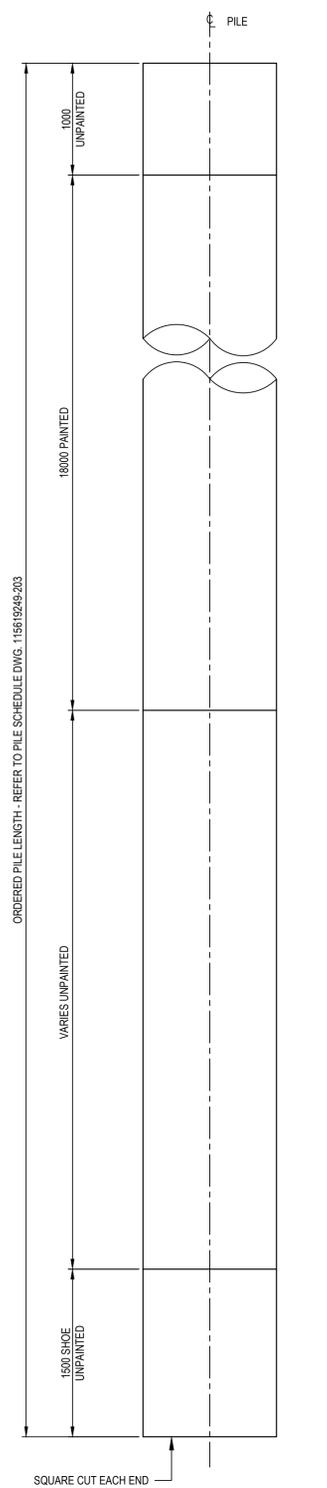 ℄ PILE
1000
UNPAINTED
18000 PAINTED
ORDERED PILE LENGTH - REFER TO PILE SCHEDULE DWG. 115619249-203
VARIES UNPAINTED
1500 SHOE
UNPAINTED
SQUARE CUT EACH END